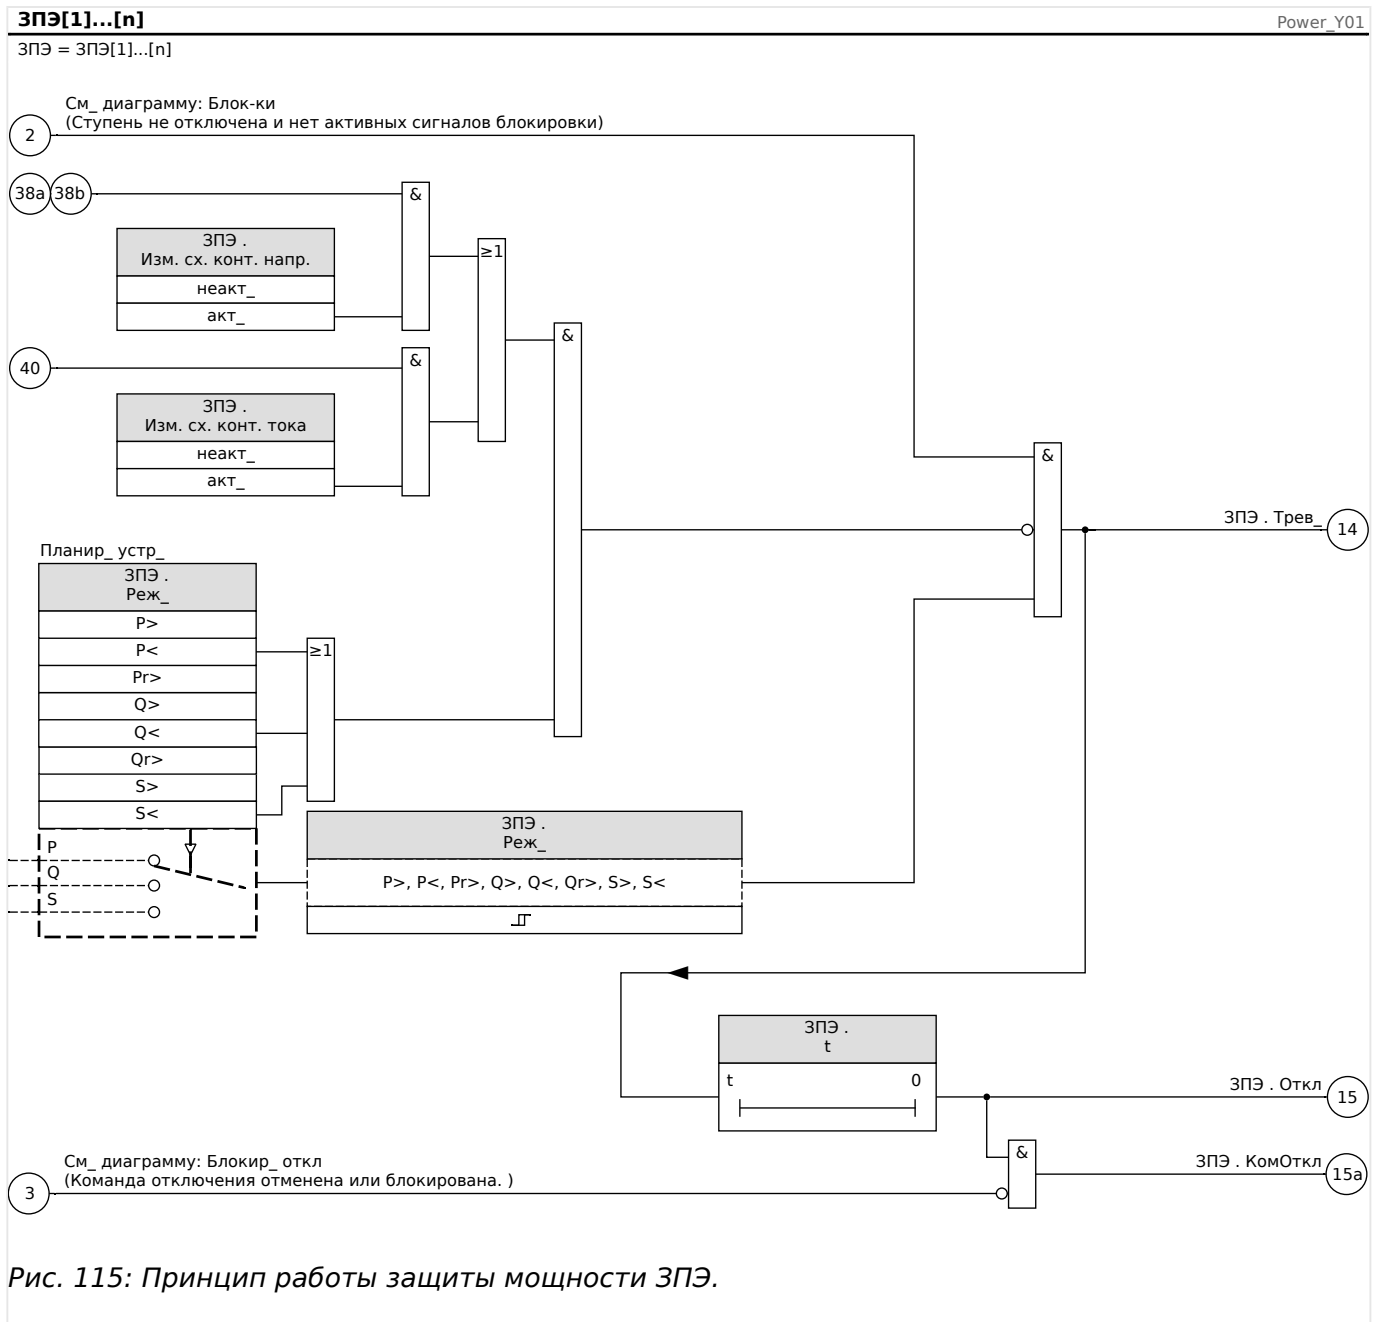 ЗПЭ[1]...[n]
Power_Y01
ЗПЭ = ЗПЭ[1]...[n]
См_ диаграмму: Блок-ки
(Ступень не отключена и нет активных сигналов блокировки)
2
38a 38b
&
ЗПЭ .
Изм. сх. конт. напр.
неакт_
акт_
≥1
&
40
&
ЗПЭ .
Изм. сх. конт. тока
неакт_
акт_
&
ЗПЭ . Трев_
14
Планир_ устр_
ЗПЭ .
Реж_
P>
P<
Pr>
Q>
Q<
Qr>
S>
S<
≥1
P
Q
S
ЗПЭ .
Реж_
P>, P<, Pr>, Q>, Q<, Qr>, S>, S<
ЗПЭ .
t
t 0
ЗПЭ . Откл
15
&
ЗПЭ . КомОткл
15a
См_ диаграмму: Блокир_ откл
(Команда отключения отменена или блокирована. )
3
Рис. 115: Принцип работы защиты мощности ЗПЭ.